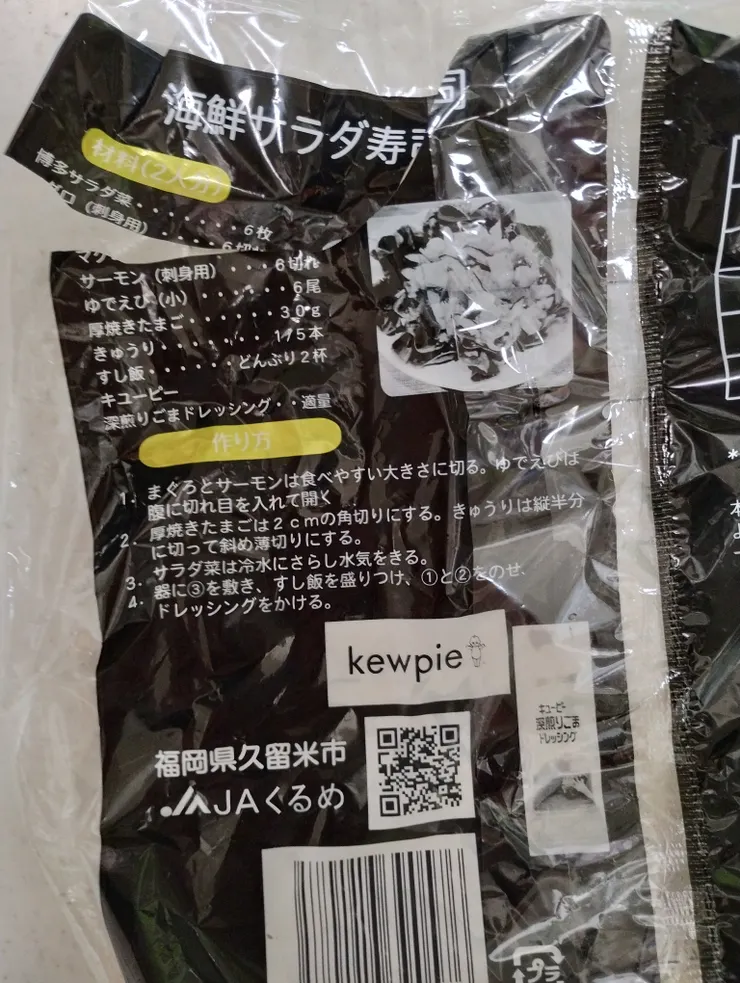 海鮮サラダ寿司
材料(2人分)
博多サラダ菜・・・・・・6枚
マグロ(刺身用)・・・6切れ
サーモン(刺身用)・・・6切れ
ゆでえび(小)・・・・・6尾
厚焼きたまご・・・・・30g
きゅうり・・・・・・・1/5本
すし飯・・・・・・どんぶり2杯
キューピー
深煎りごまドレッシング・・適量
作り方
1. まぐろとサーモンは食べやすい大きさに切る。ゆでえびは
腹に切れ目を入れて開く
2. 厚焼きたまごは2cmの角切りにする。きゅうりは縦半分
に切って斜め薄切りにする。
3. サラダ菜は冷水にさらし水気をきる。
4. 器に③を敷き、すし飯を盛りつけ、①と②をのせ、
ドレッシングをかける。
kewpie
キユーピー
深煎りごま
ドレッシング
福岡県久留米市
JAくるめ
プラ